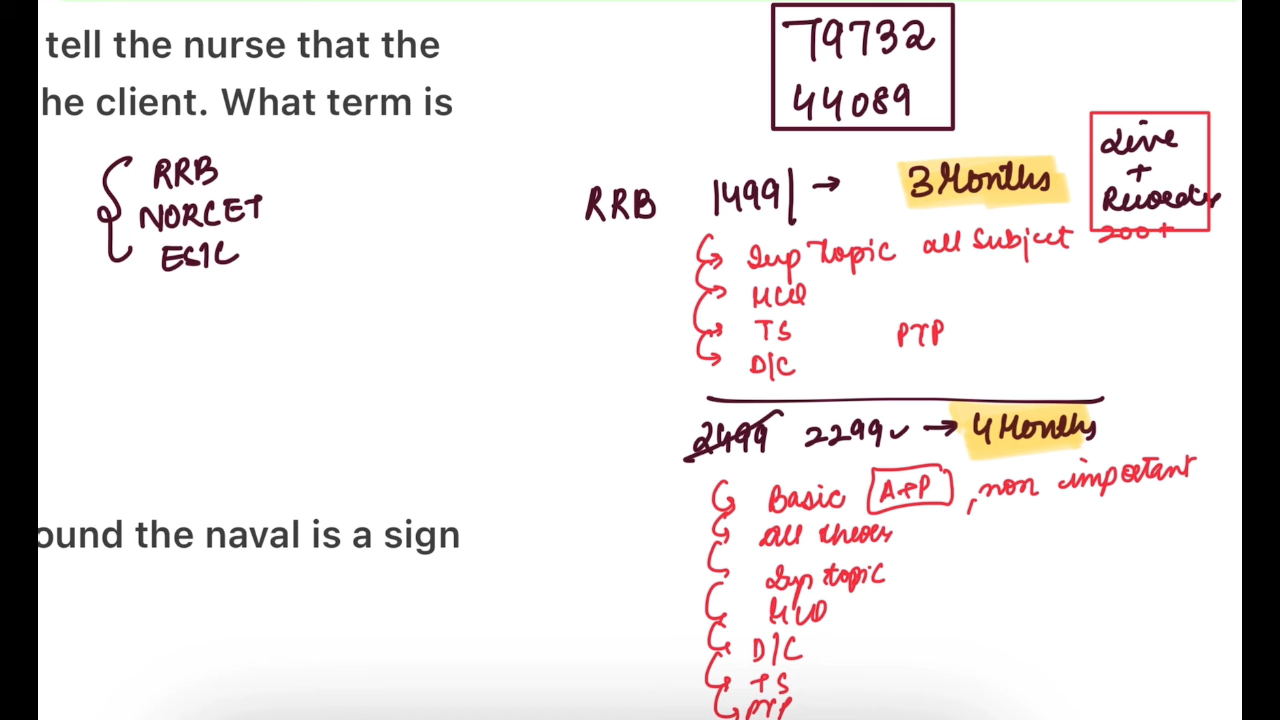 tell the nurse that the
he client. What term is
79732
44089
RRB
NORCET
ESIC
RRB 1499 → 3 Months
Live
+
Imp Topic all Subject 200+
MCQ
TS PYP
D/C
2499 2299 ✓ → 4 Months
Basic A&P, non important
all theory
Imp topic
MCQ
D/C
TS
PYP
ound the naval is a sign